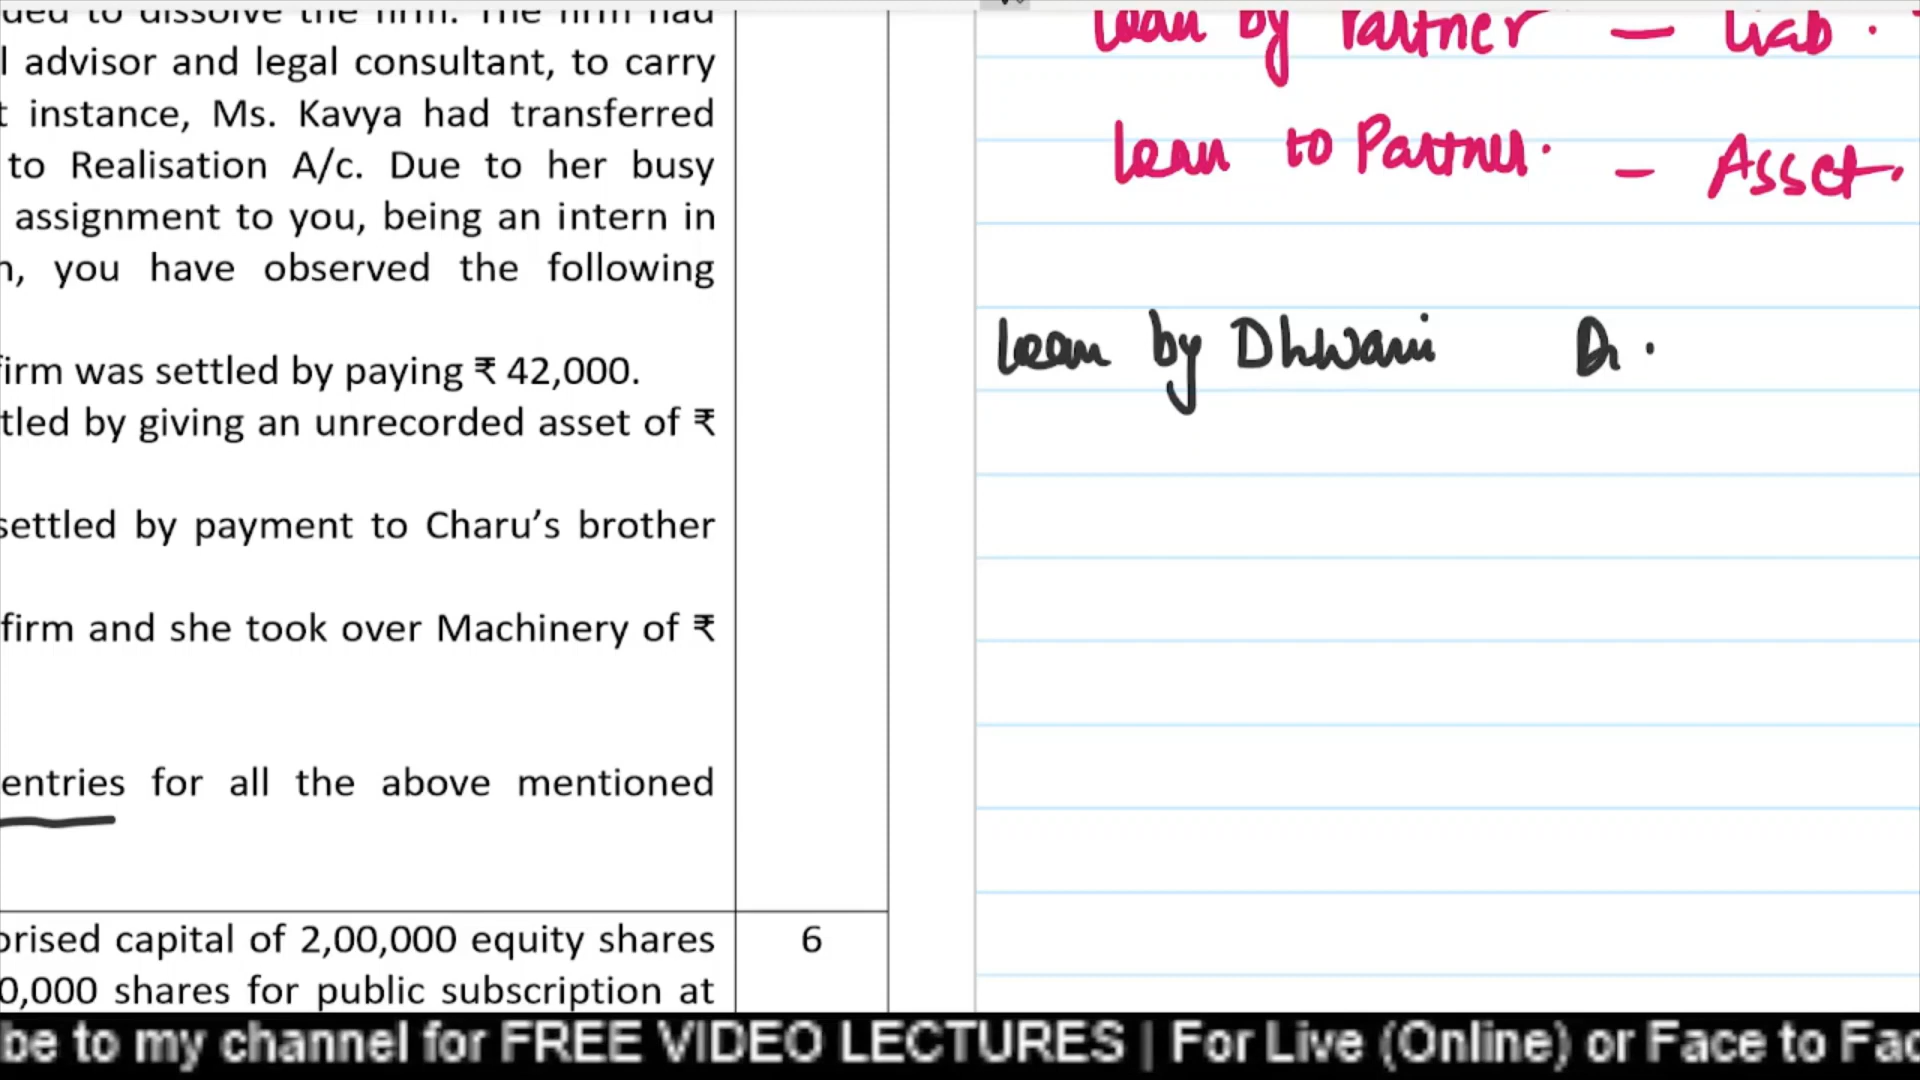 ded to dissolve the firm. The firm had
l advisor and legal consultant, to carry
t instance, Ms. Kavya had transferred
to Realisation A/c. Due to her busy
assignment to you, being an intern in
n, you have observed the following
firm was settled by paying ₹ 42,000.
tled by giving an unrecorded asset of ₹
settled by payment to Charu’s brother
firm and she took over Machinery of ₹
entries for all the above mentioned
orised capital of 2,00,000 equity shares 6
0,000 shares for public subscription at
Loan by Partner — Liab.
Loan to Partner. — Asset.
Loan by Dhwani Dr.
be to my channel for FREE VIDEO LECTURES | For Live (Online) or Face to Fac